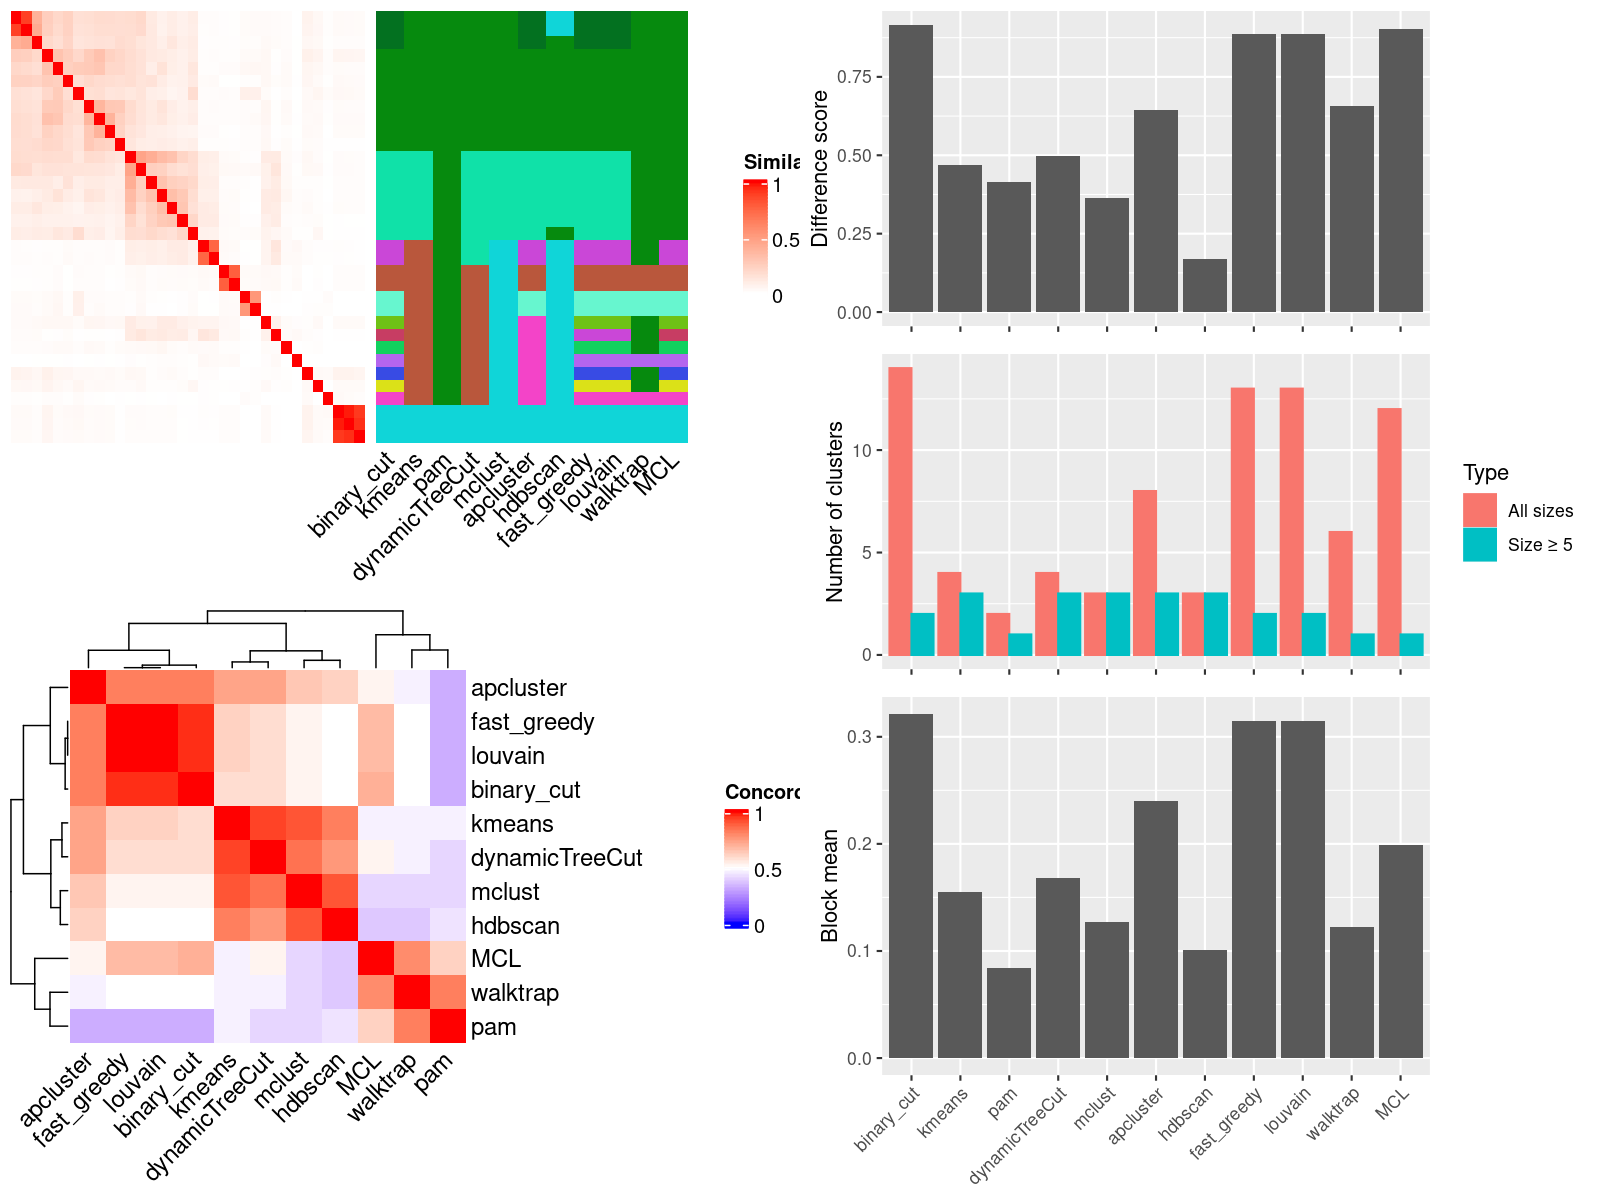 Simila
1
0.5
0
binary_cut
kmeans
pam
dynamicTreeCut
mclust
apcluster
hdbscan
fast_greedy
louvain
walktrap
MCL
apcluster
fast_greedy
louvain
binary_cut
kmeans
dynamicTreeCut
mclust
hdbscan
MCL
walktrap
pam
apcluster
fast_greedy
louvain
binary_cut
kmeans
dynamicTreeCut
mclust
hdbscan
MCL
walktrap
pam
Concord
1
0.5
0
Difference score
0.75
0.50
0.25
0.00
Number of clusters
10
5
0
Type
All sizes
Size ≥ 5
Block mean
0.3
0.2
0.1
0.0
binary_cut
kmeans
pam
dynamicTreeCut
mclust
apcluster
hdbscan
fast_greedy
louvain
walktrap
MCL